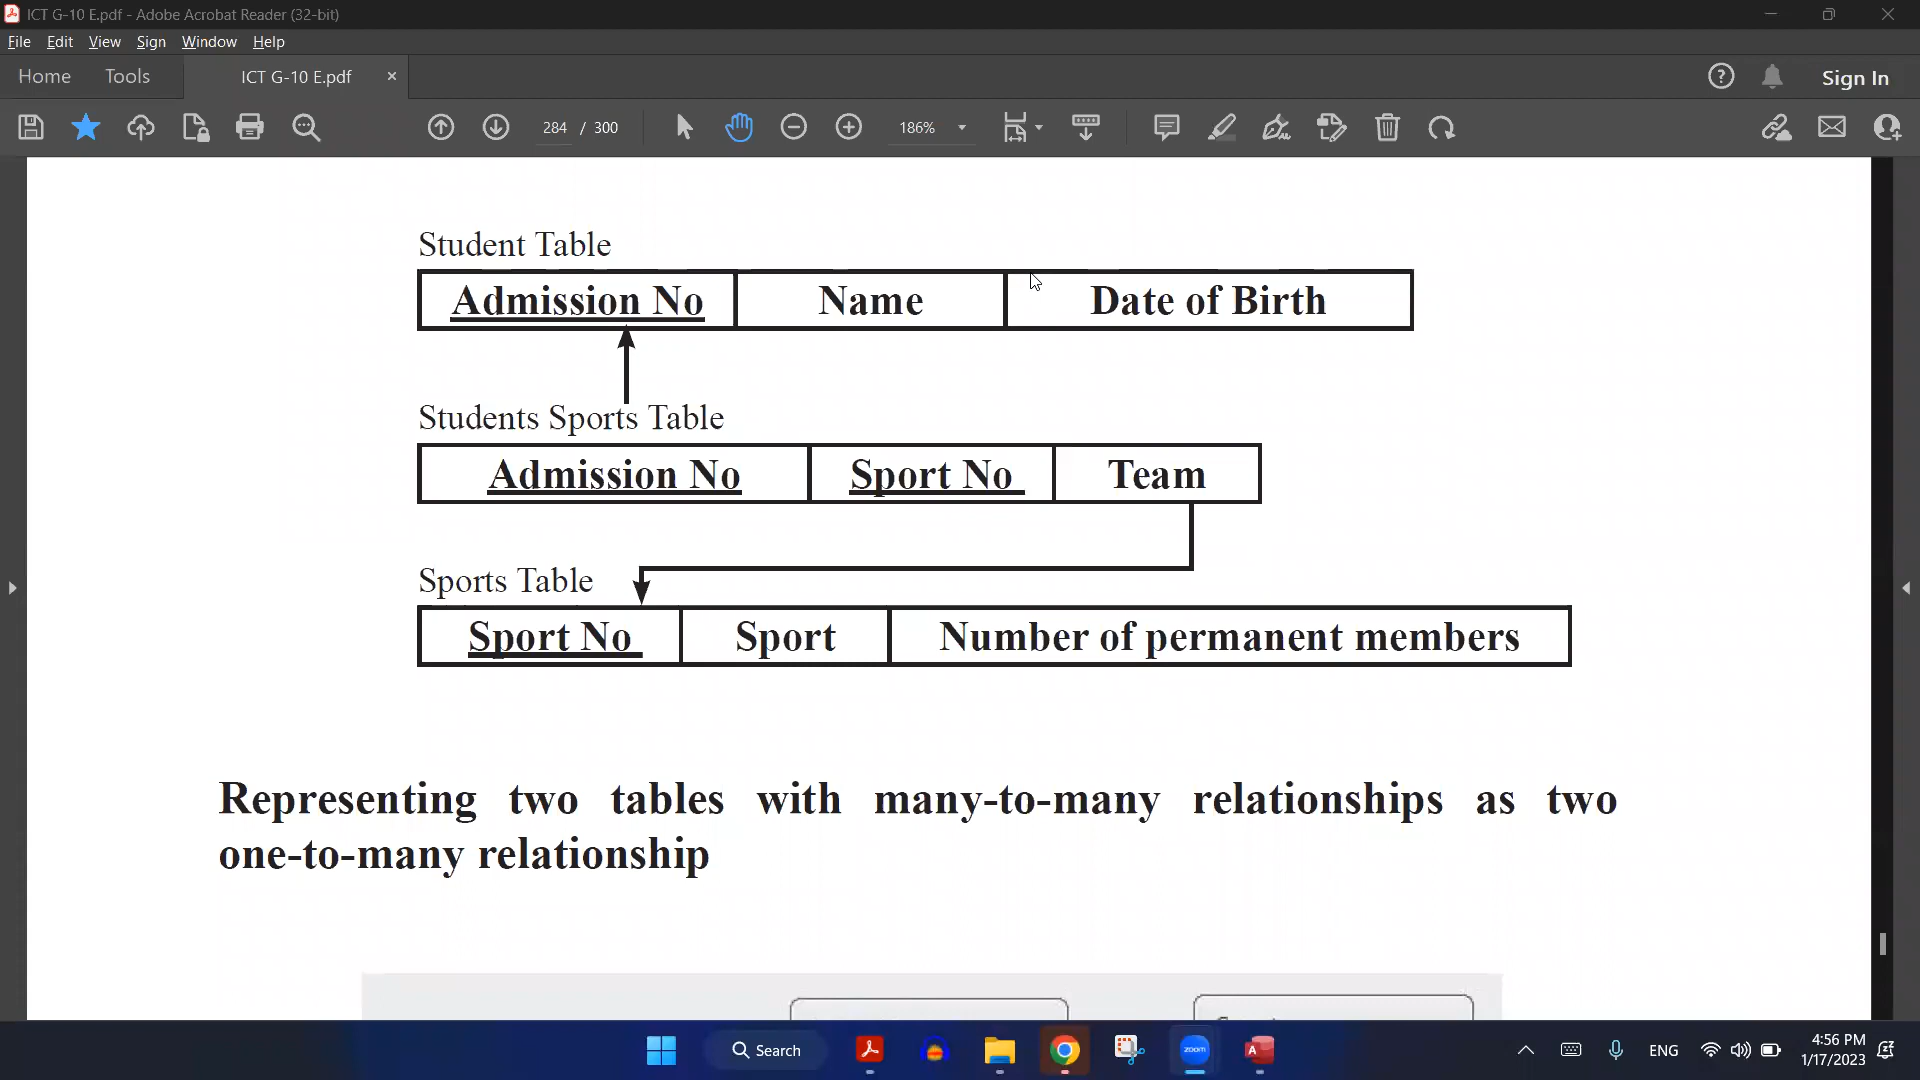 ICT G-10 E.pdf - Adobe Acrobat Reader (32-bit)
File Edit View Sign Window Help
Home Tools ICT G-10 E.pdf × ? Sign In
284 / 300 186%
Student Table
Admission No Name Date of Birth
Students Sports Table
Admission No Sport No Team
Sports Table
Sport No Sport Number of permanent members
Representing two tables with many-to-many relationships as two
one-to-many relationship
Search zoom A ENG 4:56 PM
1/17/2023